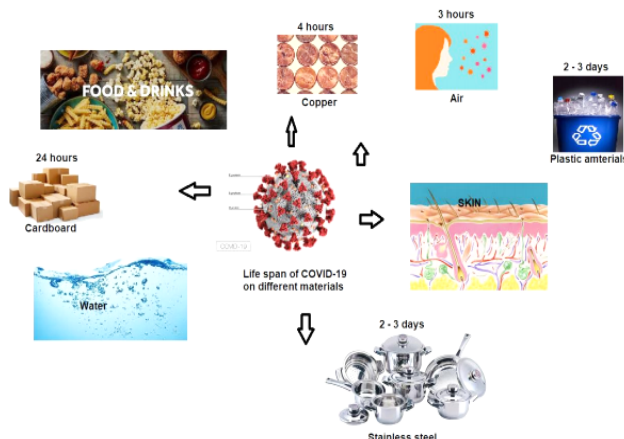 4 hours
Copper
3 hours
Air
2 - 3 days
Plastic amterials
FOOD & DRINKS
24 hours
Cardboard
COVID-19
SKIN
Life span of COVID-19
on different materials
Water
2 - 3 days
Stainless steel